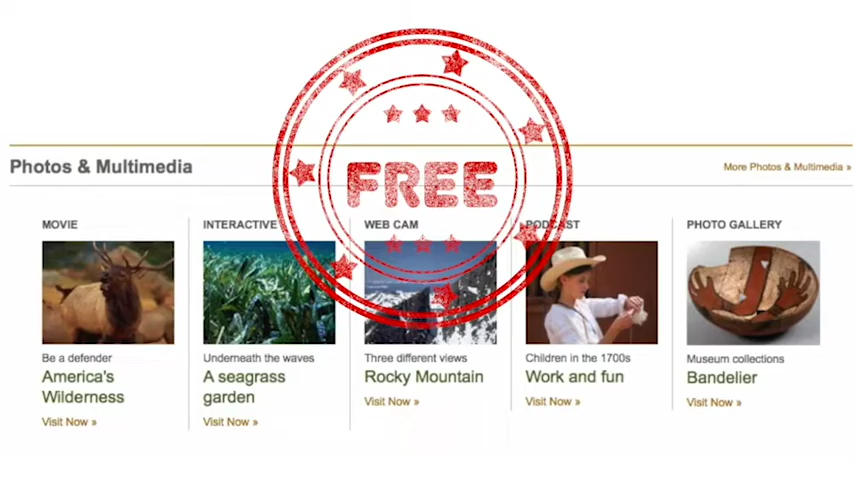 FREE
Photos & Multimedia
More Photos & Multimedia »
MOVIE
Be a defender
America's
Wilderness
Visit Now »
INTERACTIVE
Underneath the waves
A seagrass
garden
Visit Now »
WEB CAM
Three different views
Rocky Mountain
Visit Now »
PODCAST
Children in the 1700s
Work and fun
Visit Now »
PHOTO GALLERY
Museum collections
Bandelier
Visit Now »